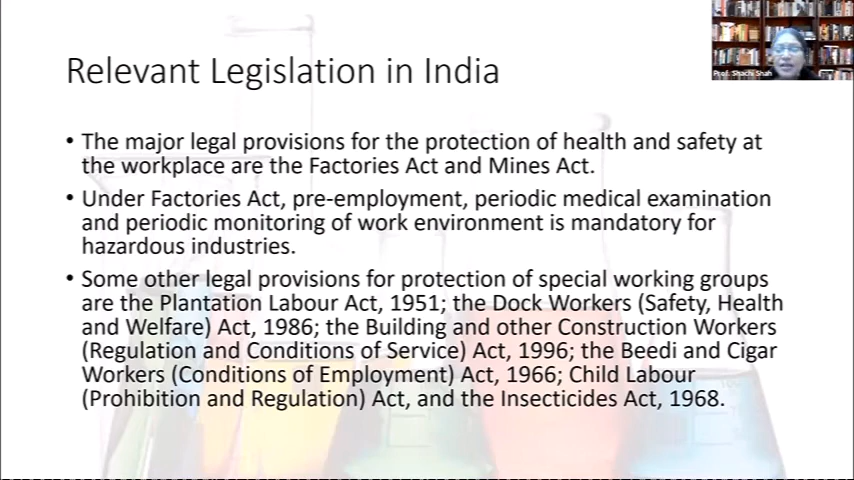 Prof. Shachi Shah
Relevant Legislation in India
• The major legal provisions for the protection of health and safety at
the workplace are the Factories Act and Mines Act.
• Under Factories Act, pre-employment, periodic medical examination
and periodic monitoring of work environment is mandatory for
hazardous industries.
• Some other legal provisions for protection of special working groups
are the Plantation Labour Act, 1951; the Dock Workers (Safety, Health
and Welfare) Act, 1986; the Building and other Construction Workers
(Regulation and Conditions of Service) Act, 1996; the Beedi and Cigar
Workers (Conditions of Employment) Act, 1966; Child Labour
(Prohibition and Regulation) Act, and the Insecticides Act, 1968.